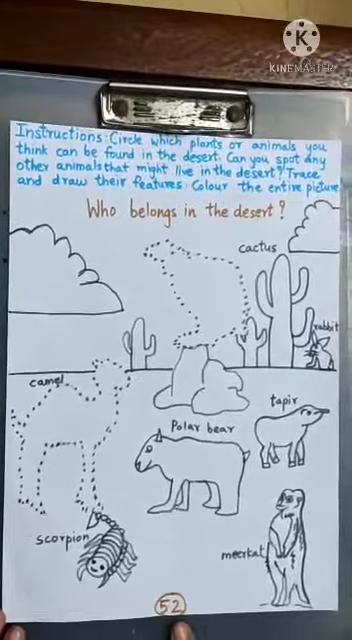 K
KINEMASTER
Instructions: Circle which plants or animals you
think can be found in the desert. Can you spot any
other animals that might live in the desert? Trace
and draw their features. Colour the entire picture
Who belongs in the desert?
cactus
rabbit
camel
tapir
Polar bear
scorpion
meerkat
52